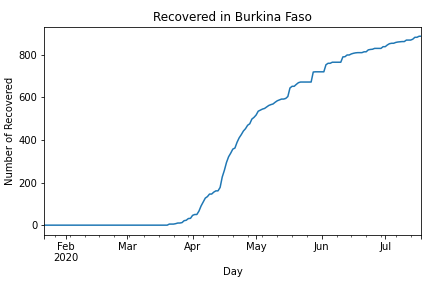 Recovered in Burkina Faso
Number of Recovered
800
600
400
200
0
Feb
2020
Mar
Apr
May
Jun
Jul
Day